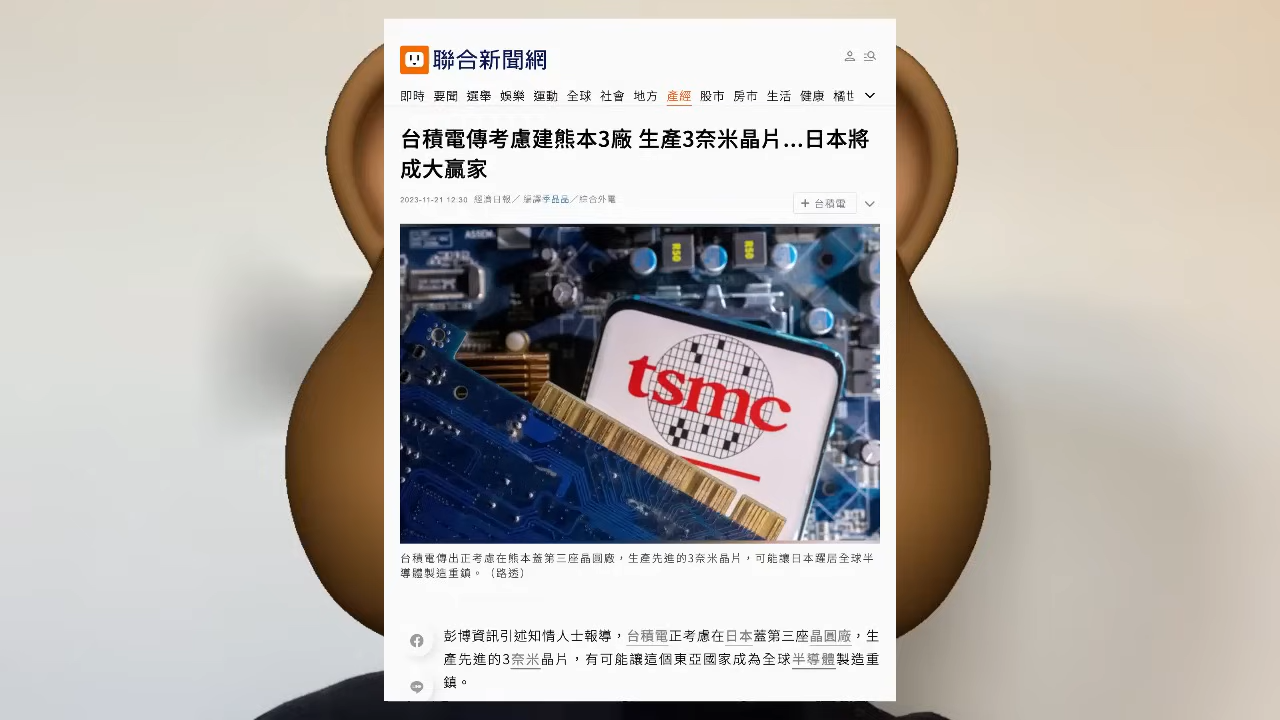 聯合新聞網
即時 要聞 選舉 娛樂 運動 全球 社會 地方 產經 股市 房市 生活 健康 橘世
台積電傳考慮建熊本3廠 生產3奈米晶片...日本將
成大贏家
2023-11-21 12:30 經濟日報／ 編譯季晶晶／綜合外電
+ 台積電
ASSEM
R50
R50
tsmc
台積電傳出正考慮在熊本蓋第三座晶圓廠，生產先進的3奈米晶片，可能讓日本躍居全球半
導體製造重鎮。（路透）
彭博資訊引述知情人士報導，台積電正考慮在日本蓋第三座晶圓廠，生
產先進的3奈米晶片，有可能讓這個東亞國家成為全球半導體製造重
鎮。